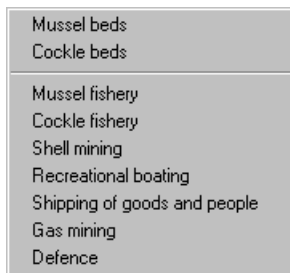 Mussel beds
Cockle beds
Mussel fishery
Cockle fishery
Shell mining
Recreational boating
Shipping of goods and people
Gas mining
Defence